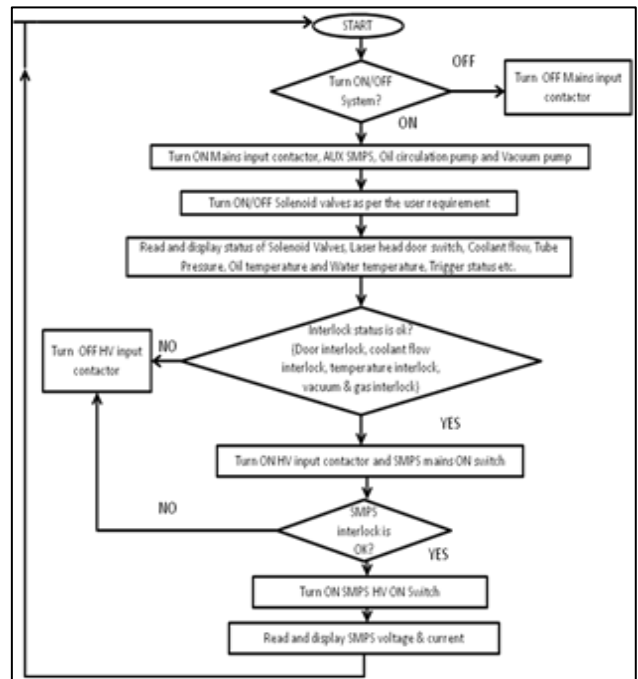 START
Turn ON/OFF
System?
OFF
Turn OFF Mains input
contactor
ON
Turn ON Mains input contactor, AUX SMPS, Oil circulation pump and Vacuum pump
Turn ON/OFF Solenoid valves as per the user requirement
Read and display status of Solenoid Valves, Laser head door switch, Coolant flow, Tube
Pressure, Oil temperature and Water temperature, Trigger status etc.
Interlock status is ok?
(Door interlock, coolant flow
interlock, temperature interlock,
vacuum & gas interlock)
NO
Turn OFF HV input
contactor
YES
Turn ON HV input contactor and SMPS mains ON switch
SMPS
interlock is
OK?
NO
YES
Turn ON SMPS HV ON Switch
Read and display SMPS voltage & current